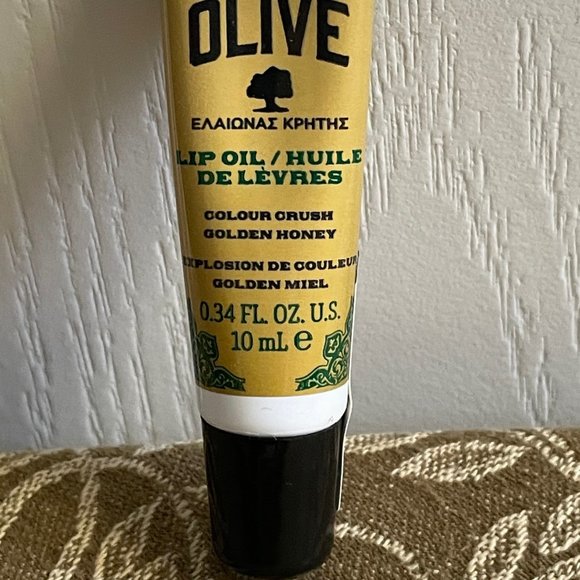 OLIVE
ΕΛΑΙΩΝΑΣ ΚΡΗΤΗΣ
LIP OIL / HUILE
DE LÈVRES
COLOUR CRUSH
GOLDEN HONEY
EXPLOSION DE COULEUR
GOLDEN MIEL
0.34 FL. OZ. U.S.
10 mL e